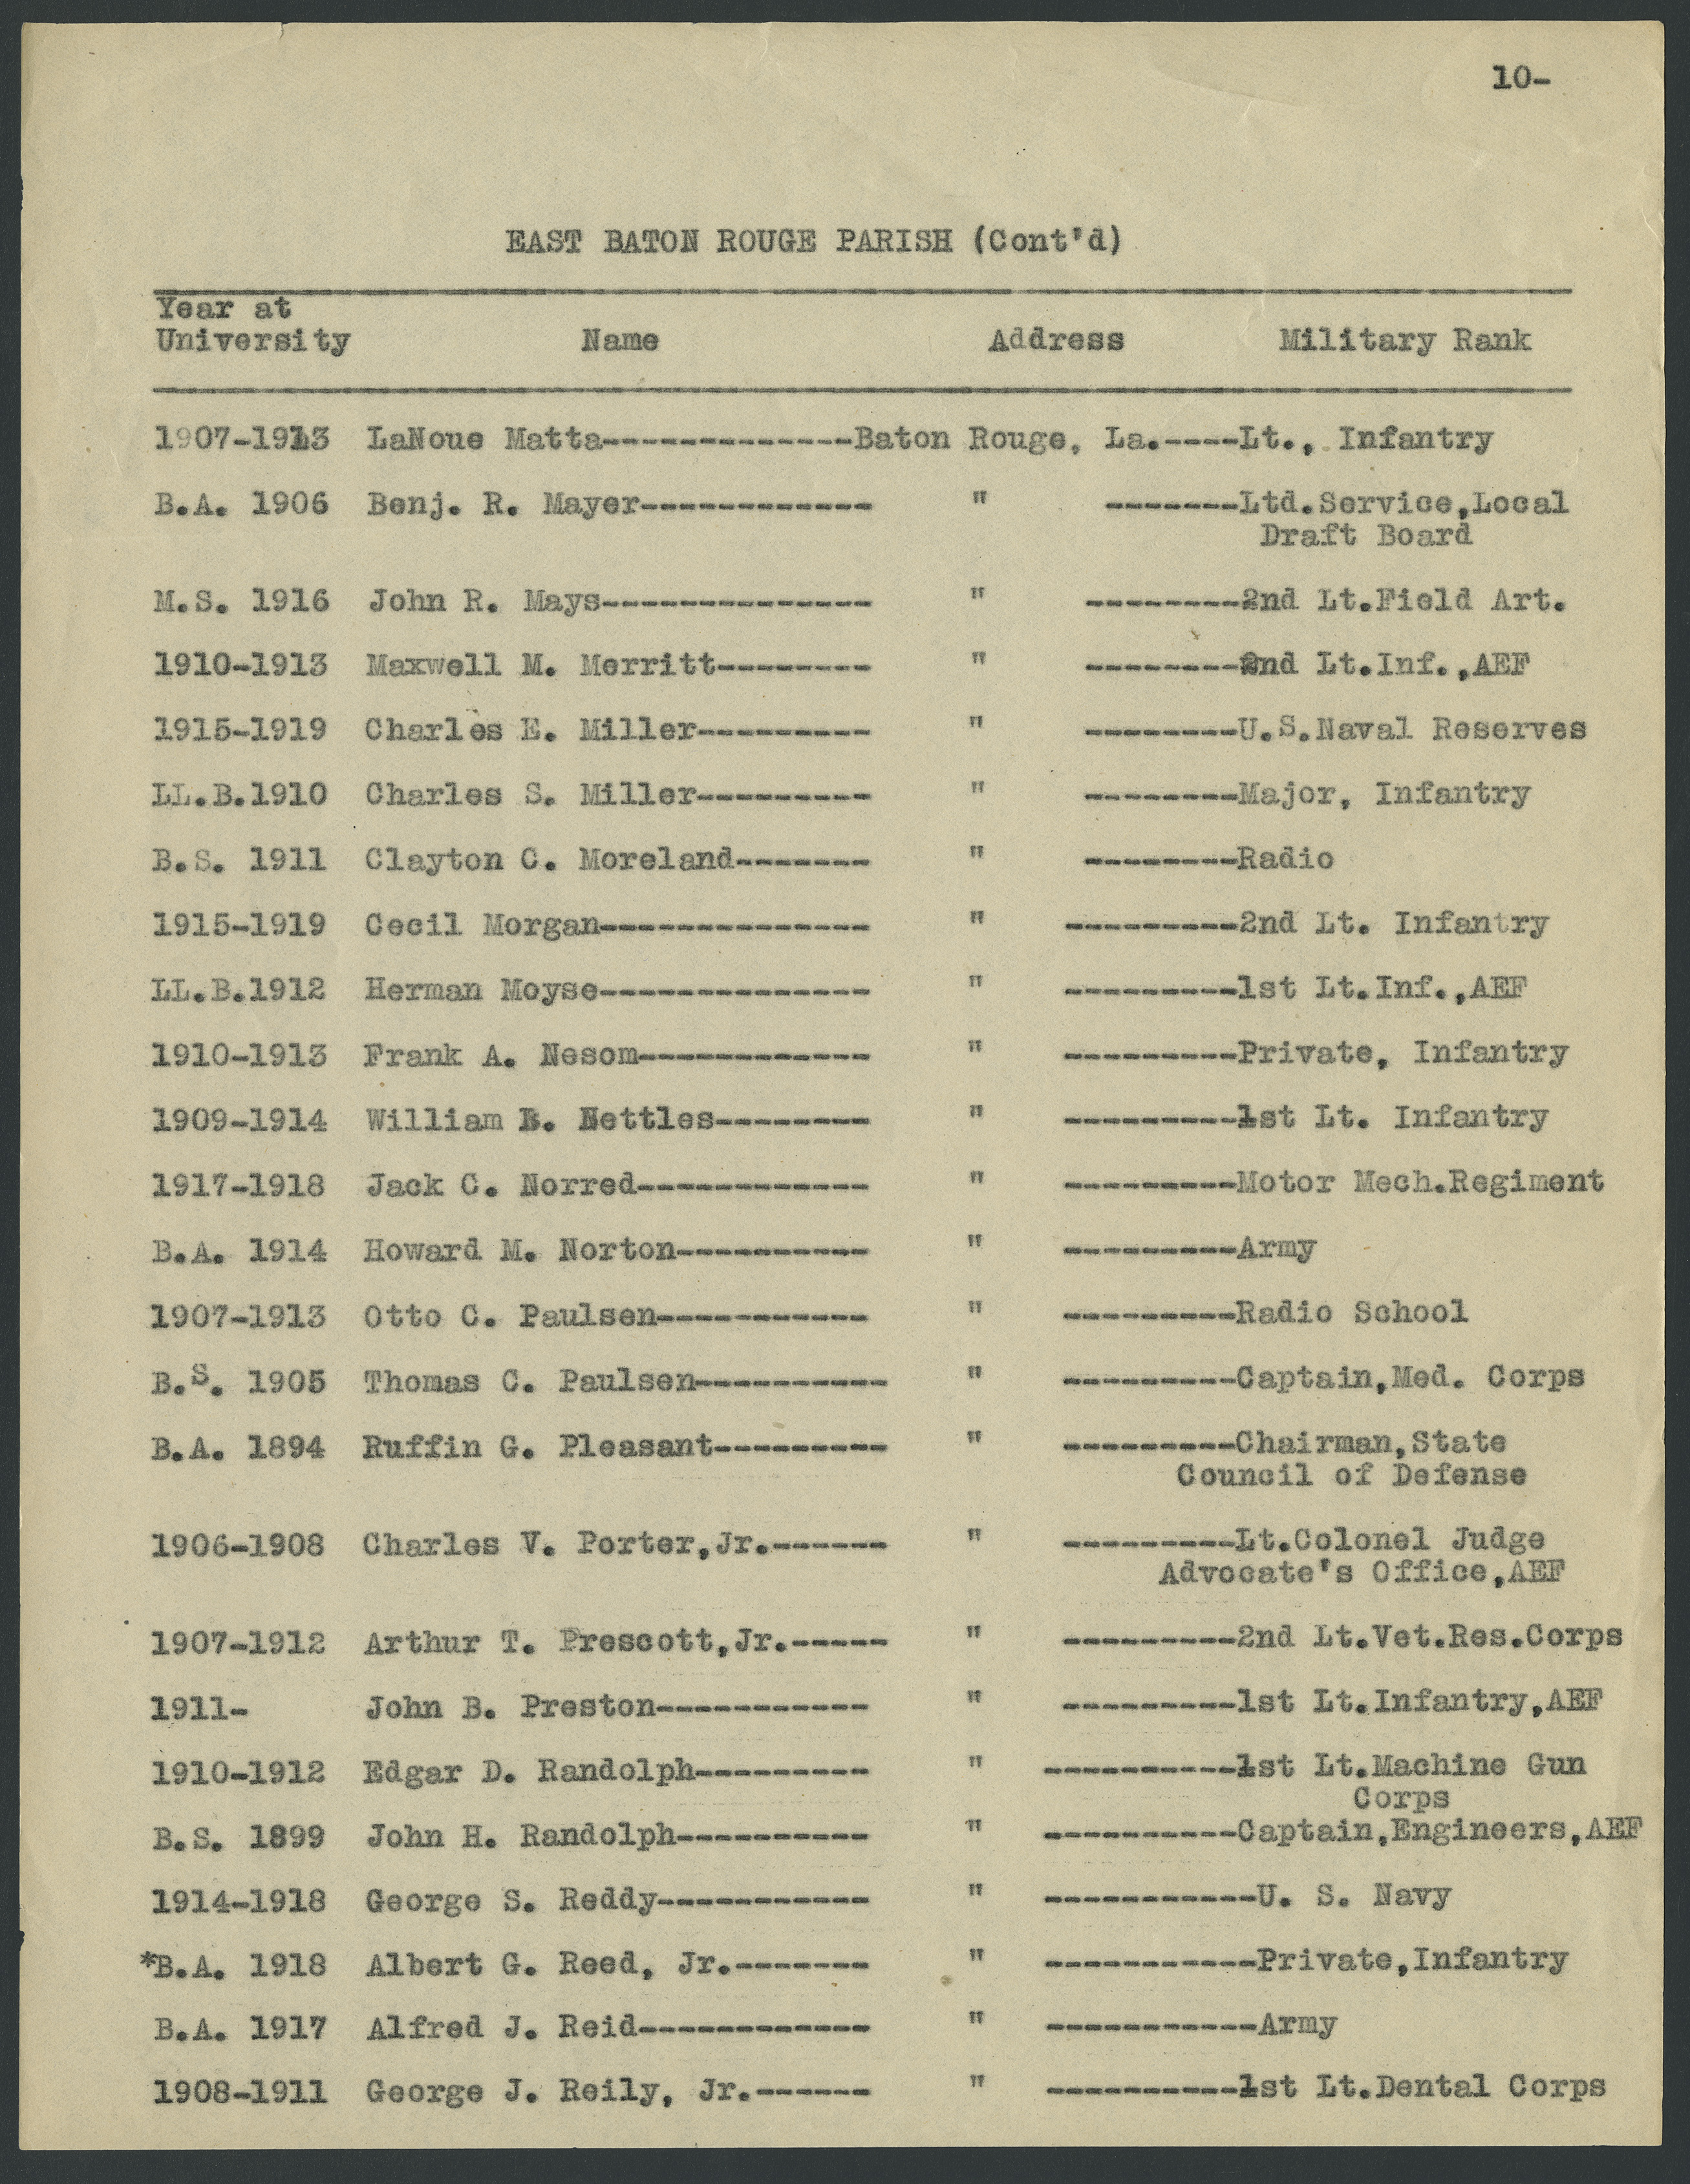 10-
EAST BATON ROUGE PARISH (Cont'd)
Year at
University Name Address Military Rank
1907-1913 LaNoue Matta-------------Baton Rouge, La.----Lt., Infantry
B.A. 1906 Benj. R. Mayer------------ " -------Ltd.Service,Local
Draft Board
M.S. 1916 John R. Mays-------------- " --------2nd Lt.Field Art.
1910-1913 Maxwell M. Merritt-------- " --------2nd Lt.Inf.,AEF
1915-1919 Charles E. Miller--------- " --------U.S.Naval Reserves
LL.B.1910 Charles S. Miller--------- " --------Major, Infantry
B.S. 1911 Clayton C. Moreland------- " --------Radio
1915-1919 Cecil Morgan-------------- " ---------2nd Lt. Infantry
LL.B.1912 Herman Moyse-------------- " ---------1st Lt.Inf.,AEF
1910-1913 Frank A. Nesom------------ " ---------Private, Infantry
1909-1914 William B. Nettles-------- " ---------1st Lt. Infantry
1917-1918 Jack C. Norred------------ " ---------Motor Mech.Regiment
B.A. 1914 Howard M. Norton---------- " ---------Army
1907-1913 Otto C. Paulsen----------- " ---------Radio School
B.S. 1905 Thomas C. Paulsen---------- " ---------Captain,Med. Corps
B.A. 1894 Ruffin G. Pleasant--------- " ---------Chairman,State
Council of Defense
1906-1908 Charles V. Porter,Jr.------ " ---------Lt.Colonel Judge
Advocate's Office,AEF
1907-1912 Arthur T. Prescott,Jr.----- " ---------2nd Lt.Vet.Res.Corps
1911- John B. Preston----------- " ---------1st Lt.Infantry,AEF
1910-1912 Edgar D. Randolph--------- " ----------1st Lt.Machine Gun
Corps
B.S. 1899 John H. Randolph---------- " ----------Captain,Engineers,AEF
1914-1918 George S. Reddy----------- " -----------U. S. Navy
*B.A. 1918 Albert G. Reed, Jr.------- " -----------Private,Infantry
B.A. 1917 Alfred J. Reid------------ " -----------Army
1908-1911 George J. Reily, Jr.------ " ----------1st Lt.Dental Corps